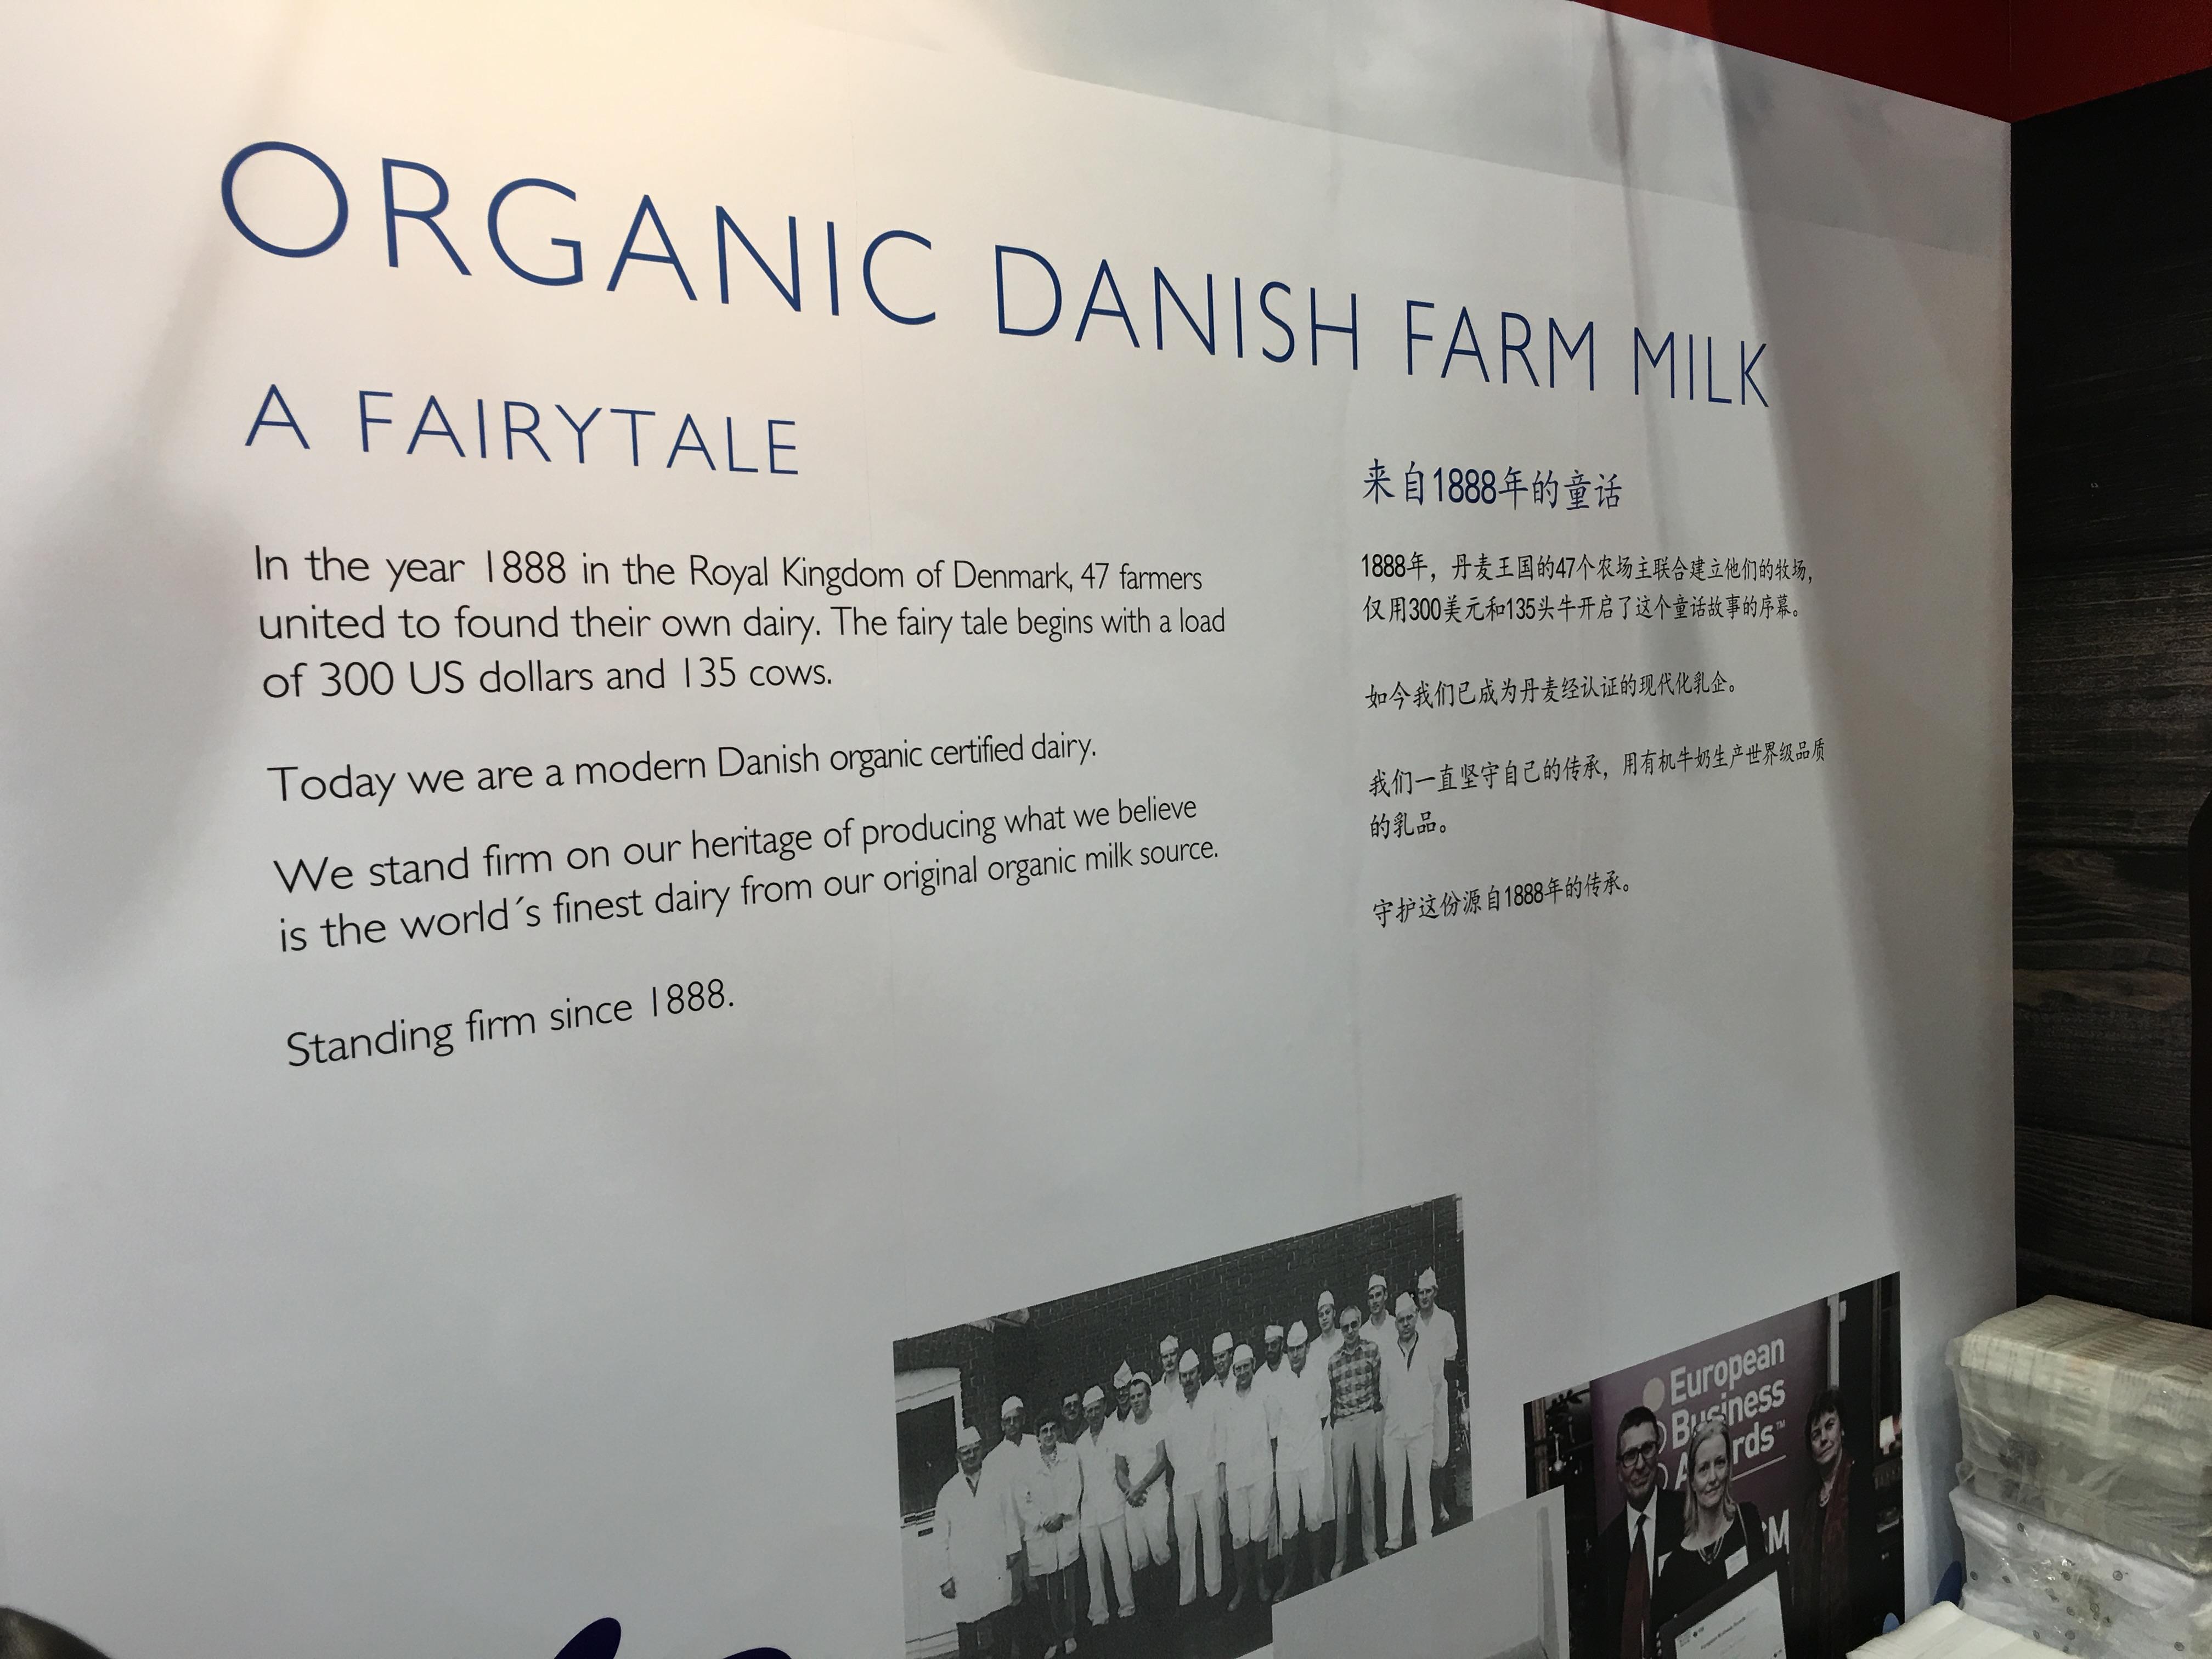 ORGANIC DANISH FARM MILK
A FAIRYTALE
In the year 1888 in the Royal Kingdom of Denmark, 47 farmers
united to found their own dairy. The fairy tale begins with a load
of 300 US dollars and 135 cows.
Today we are a modern Danish organic certified dairy.
We stand firm on our heritage of producing what we believe
is the world´s finest dairy from our original organic milk source.
Standing firm since 1888.
来自1888年的童话
1888年，丹麦王国的47个农场主联合建立他们的牧场，
仅用300美元和135头牛开启了这个童话故事的序幕。
如今我们已成为丹麦经认证的现代化乳企。
我们一直坚守自己的传承，用有机牛奶生产世界级品质
的乳品。
守护这份源自1888年的传承。
European
Business